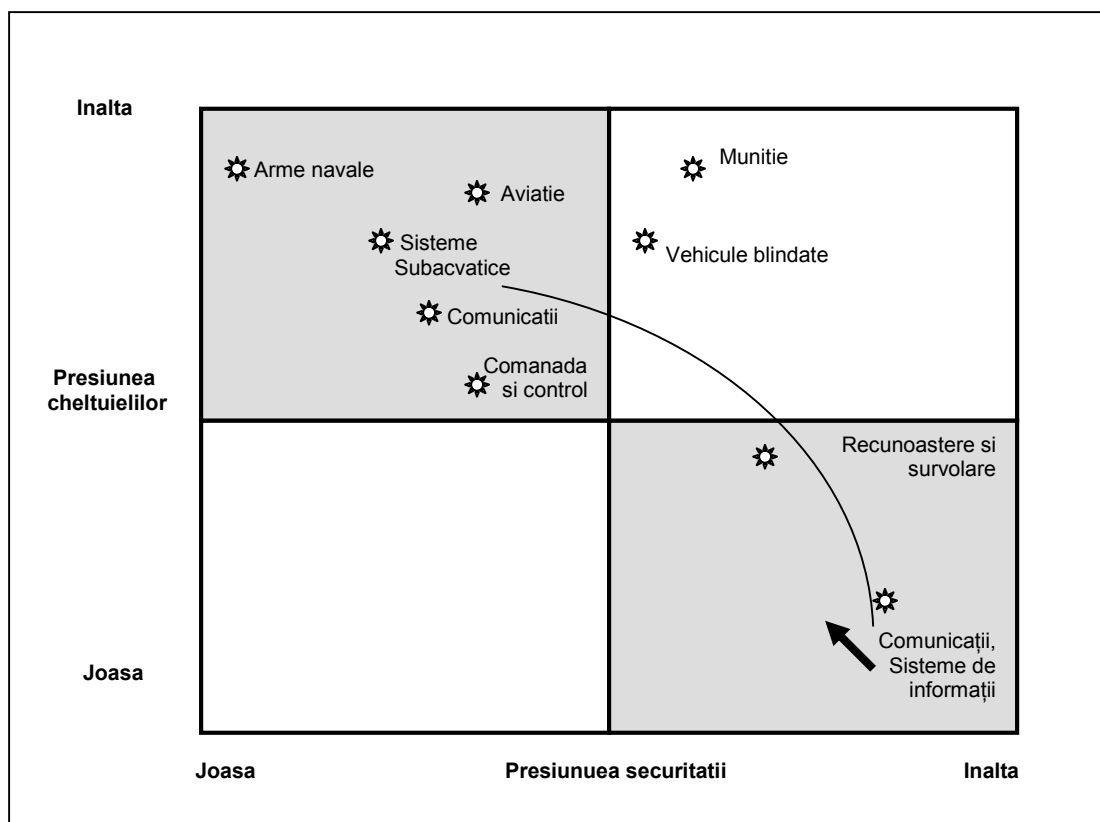 Inalta
Arme navale
Munitie
Aviatie
Sisteme
Subacvatice
Vehicule blindate
Comunicatii
Comanada
si control
Presiunea
cheltuielilor
Recunoastere si
survolare
Comunicații,
Sisteme de
informații
Joasa
Joasa
Presiunuea securitatii
Inalta